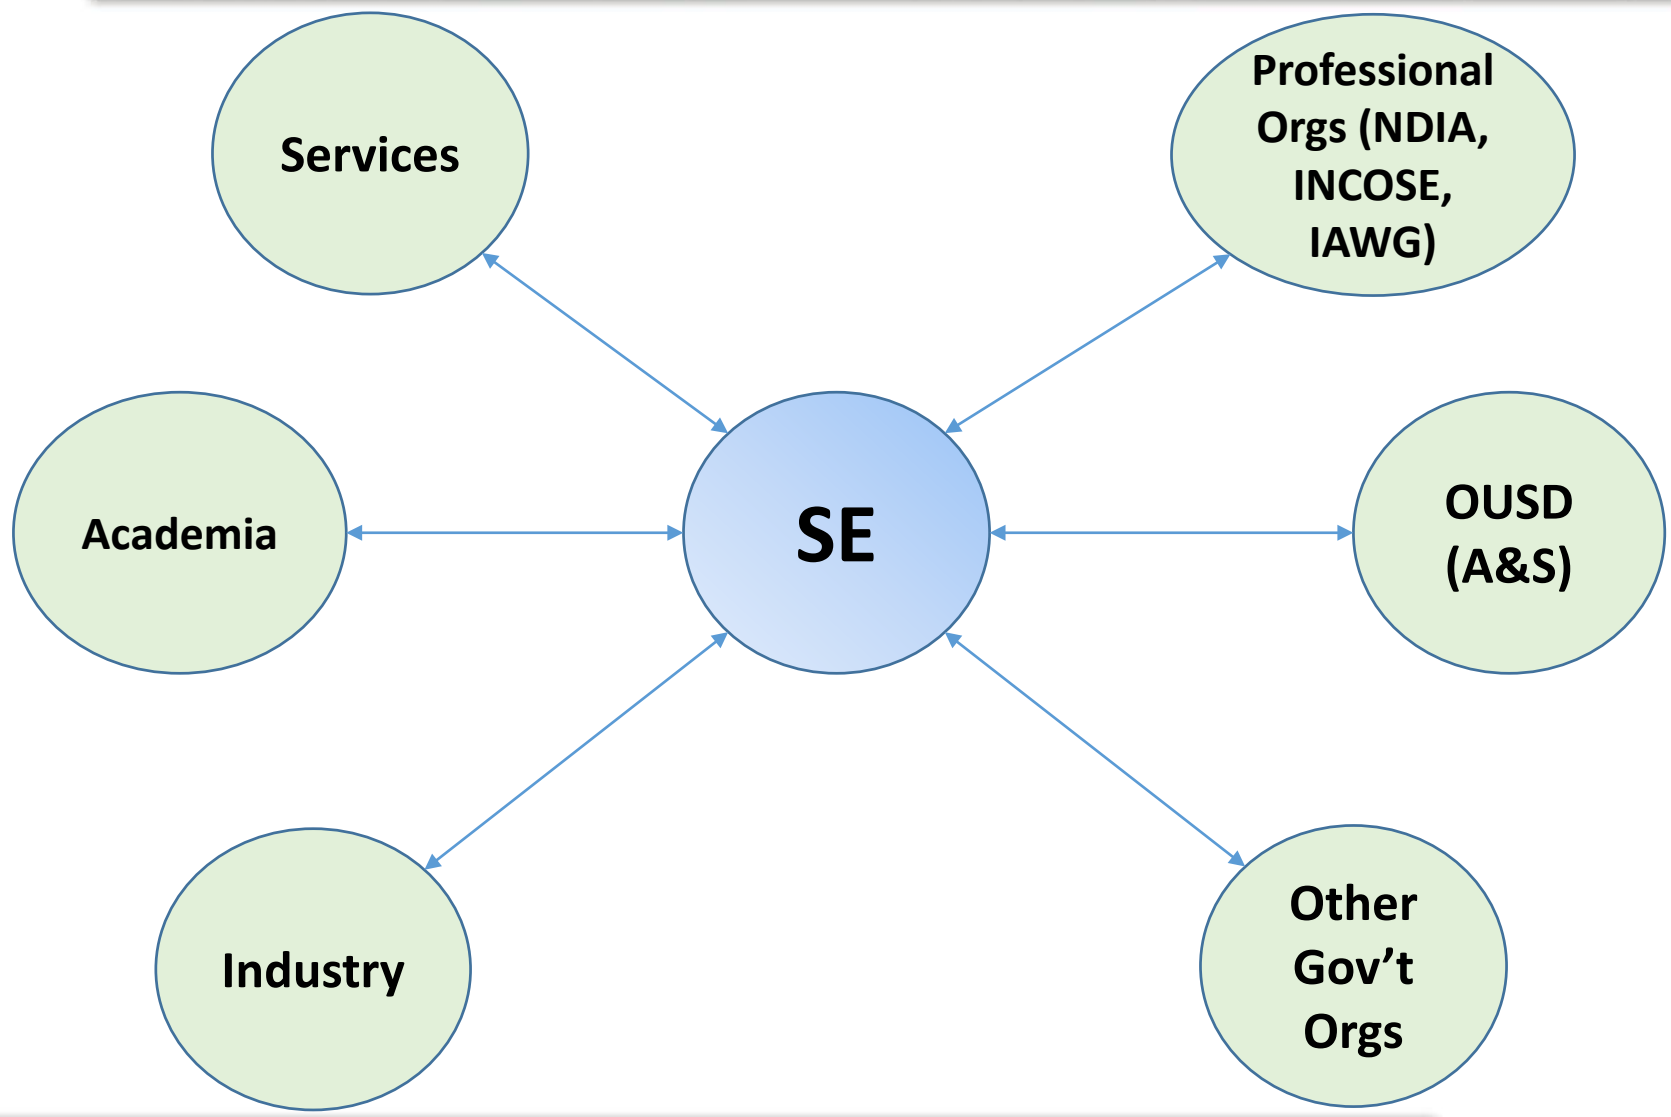 Services
Professional
Orgs (NDIA,
INCOSE,
IAWG)
Academia
SE
OUSD
(A&S)
Industry
Other
Gov’t
Orgs